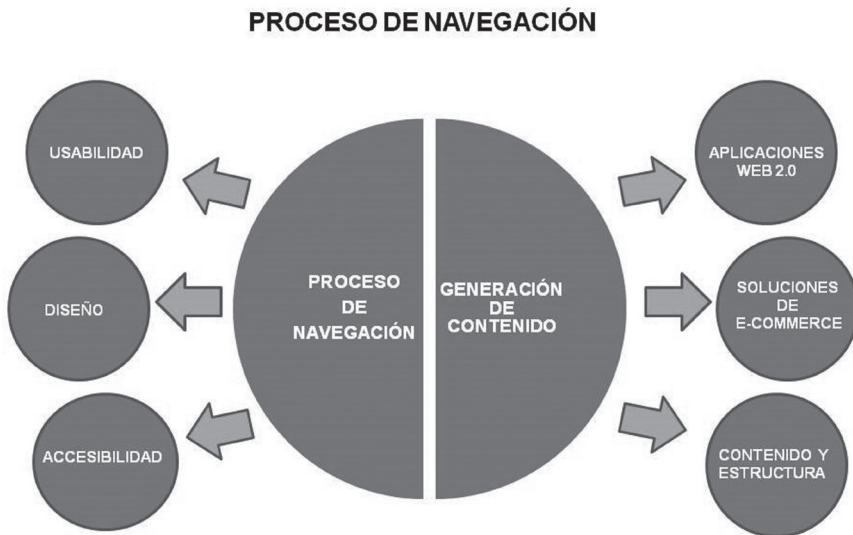 PROCESO DE NAVEGACIÓN
USABILIDAD
DISEÑO
ACCESIBILIDAD
PROCESO
DE
NAVEGACIÓN
GENERACIÓN
DE
CONTENIDO
APLICACIONES
WEB 2.0
SOLUCIONES
DE
E-COMMERCE
CONTENIDO Y
ESTRUCTURA